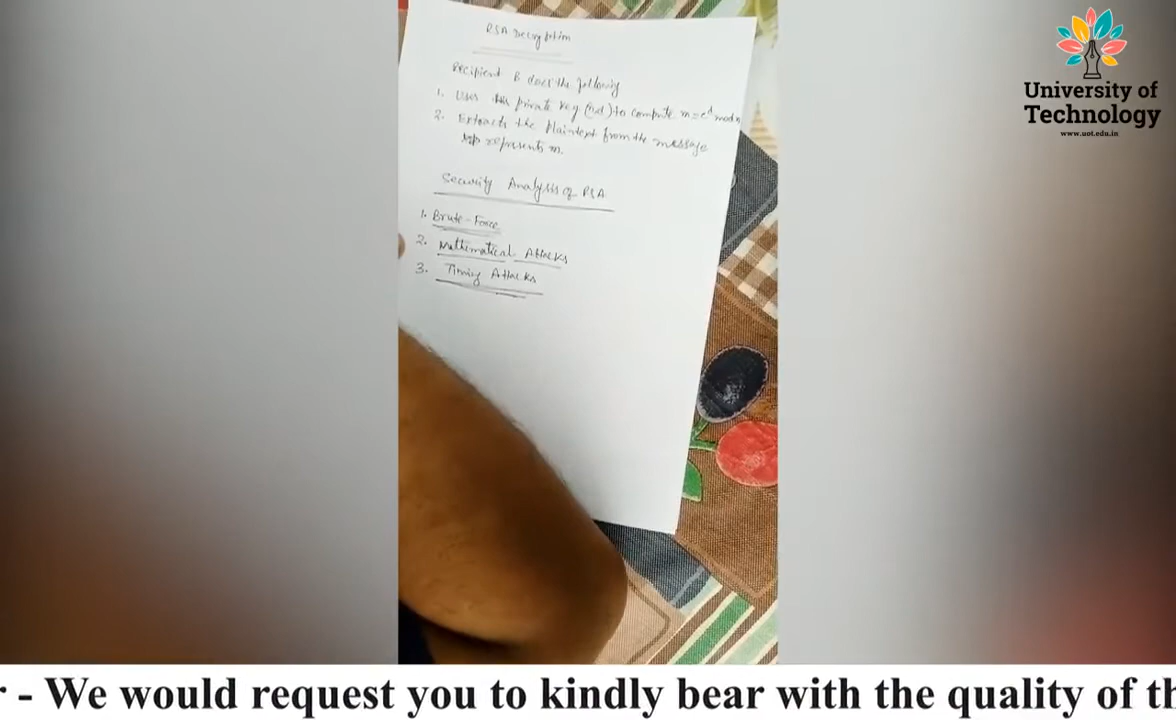 RSA Decryption
Recipient B does the following
1. Uses his private key (n,d) to compute m=c^d mod n
2. Extracts the plaintext from the message
represents m.
Security Analysis of RSA
1. Brute-Force
2. Mathematical Attacks
3. Timing Attacks
University of
Technology
www.uot.edu.in
- We would request you to kindly bear with the quality of th